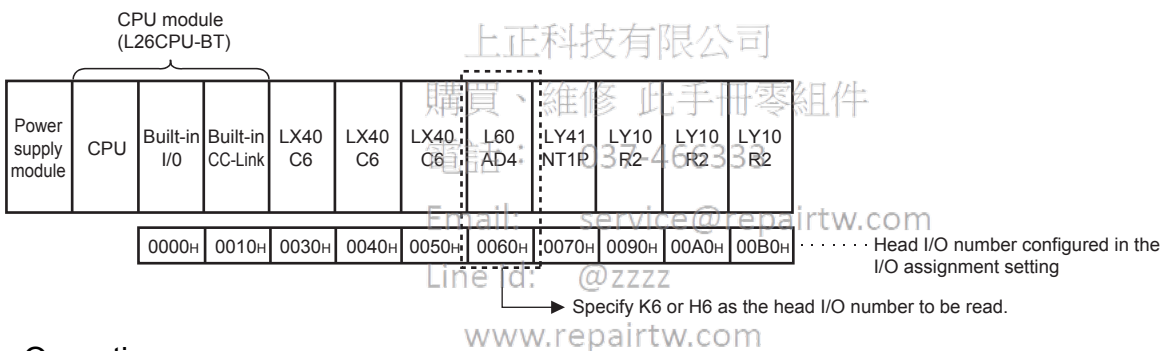 CPU module
(L26CPU-BT)
上正科技有限公司
購買、維修 此手冊零組件
Power supply module
CPU
Built-in I/0
Built-in CC-Link
LX40 C6
LX40 C6
LX40 C6
L60 AD4
LY41 NT1P
LY10 R2
LY10 R2
LY10 R2
電話： 037-466333
Email: service@repairtw.com
0000H 0010H 0030H 0040H 0050H 0060H 0070H 0090H 00A0H 00B0H
Head I/O number configured in the
I/O assignment setting
Line id: @zzzz
Specify K6 or H6 as the head I/O number to be read.
www.repairtw.com